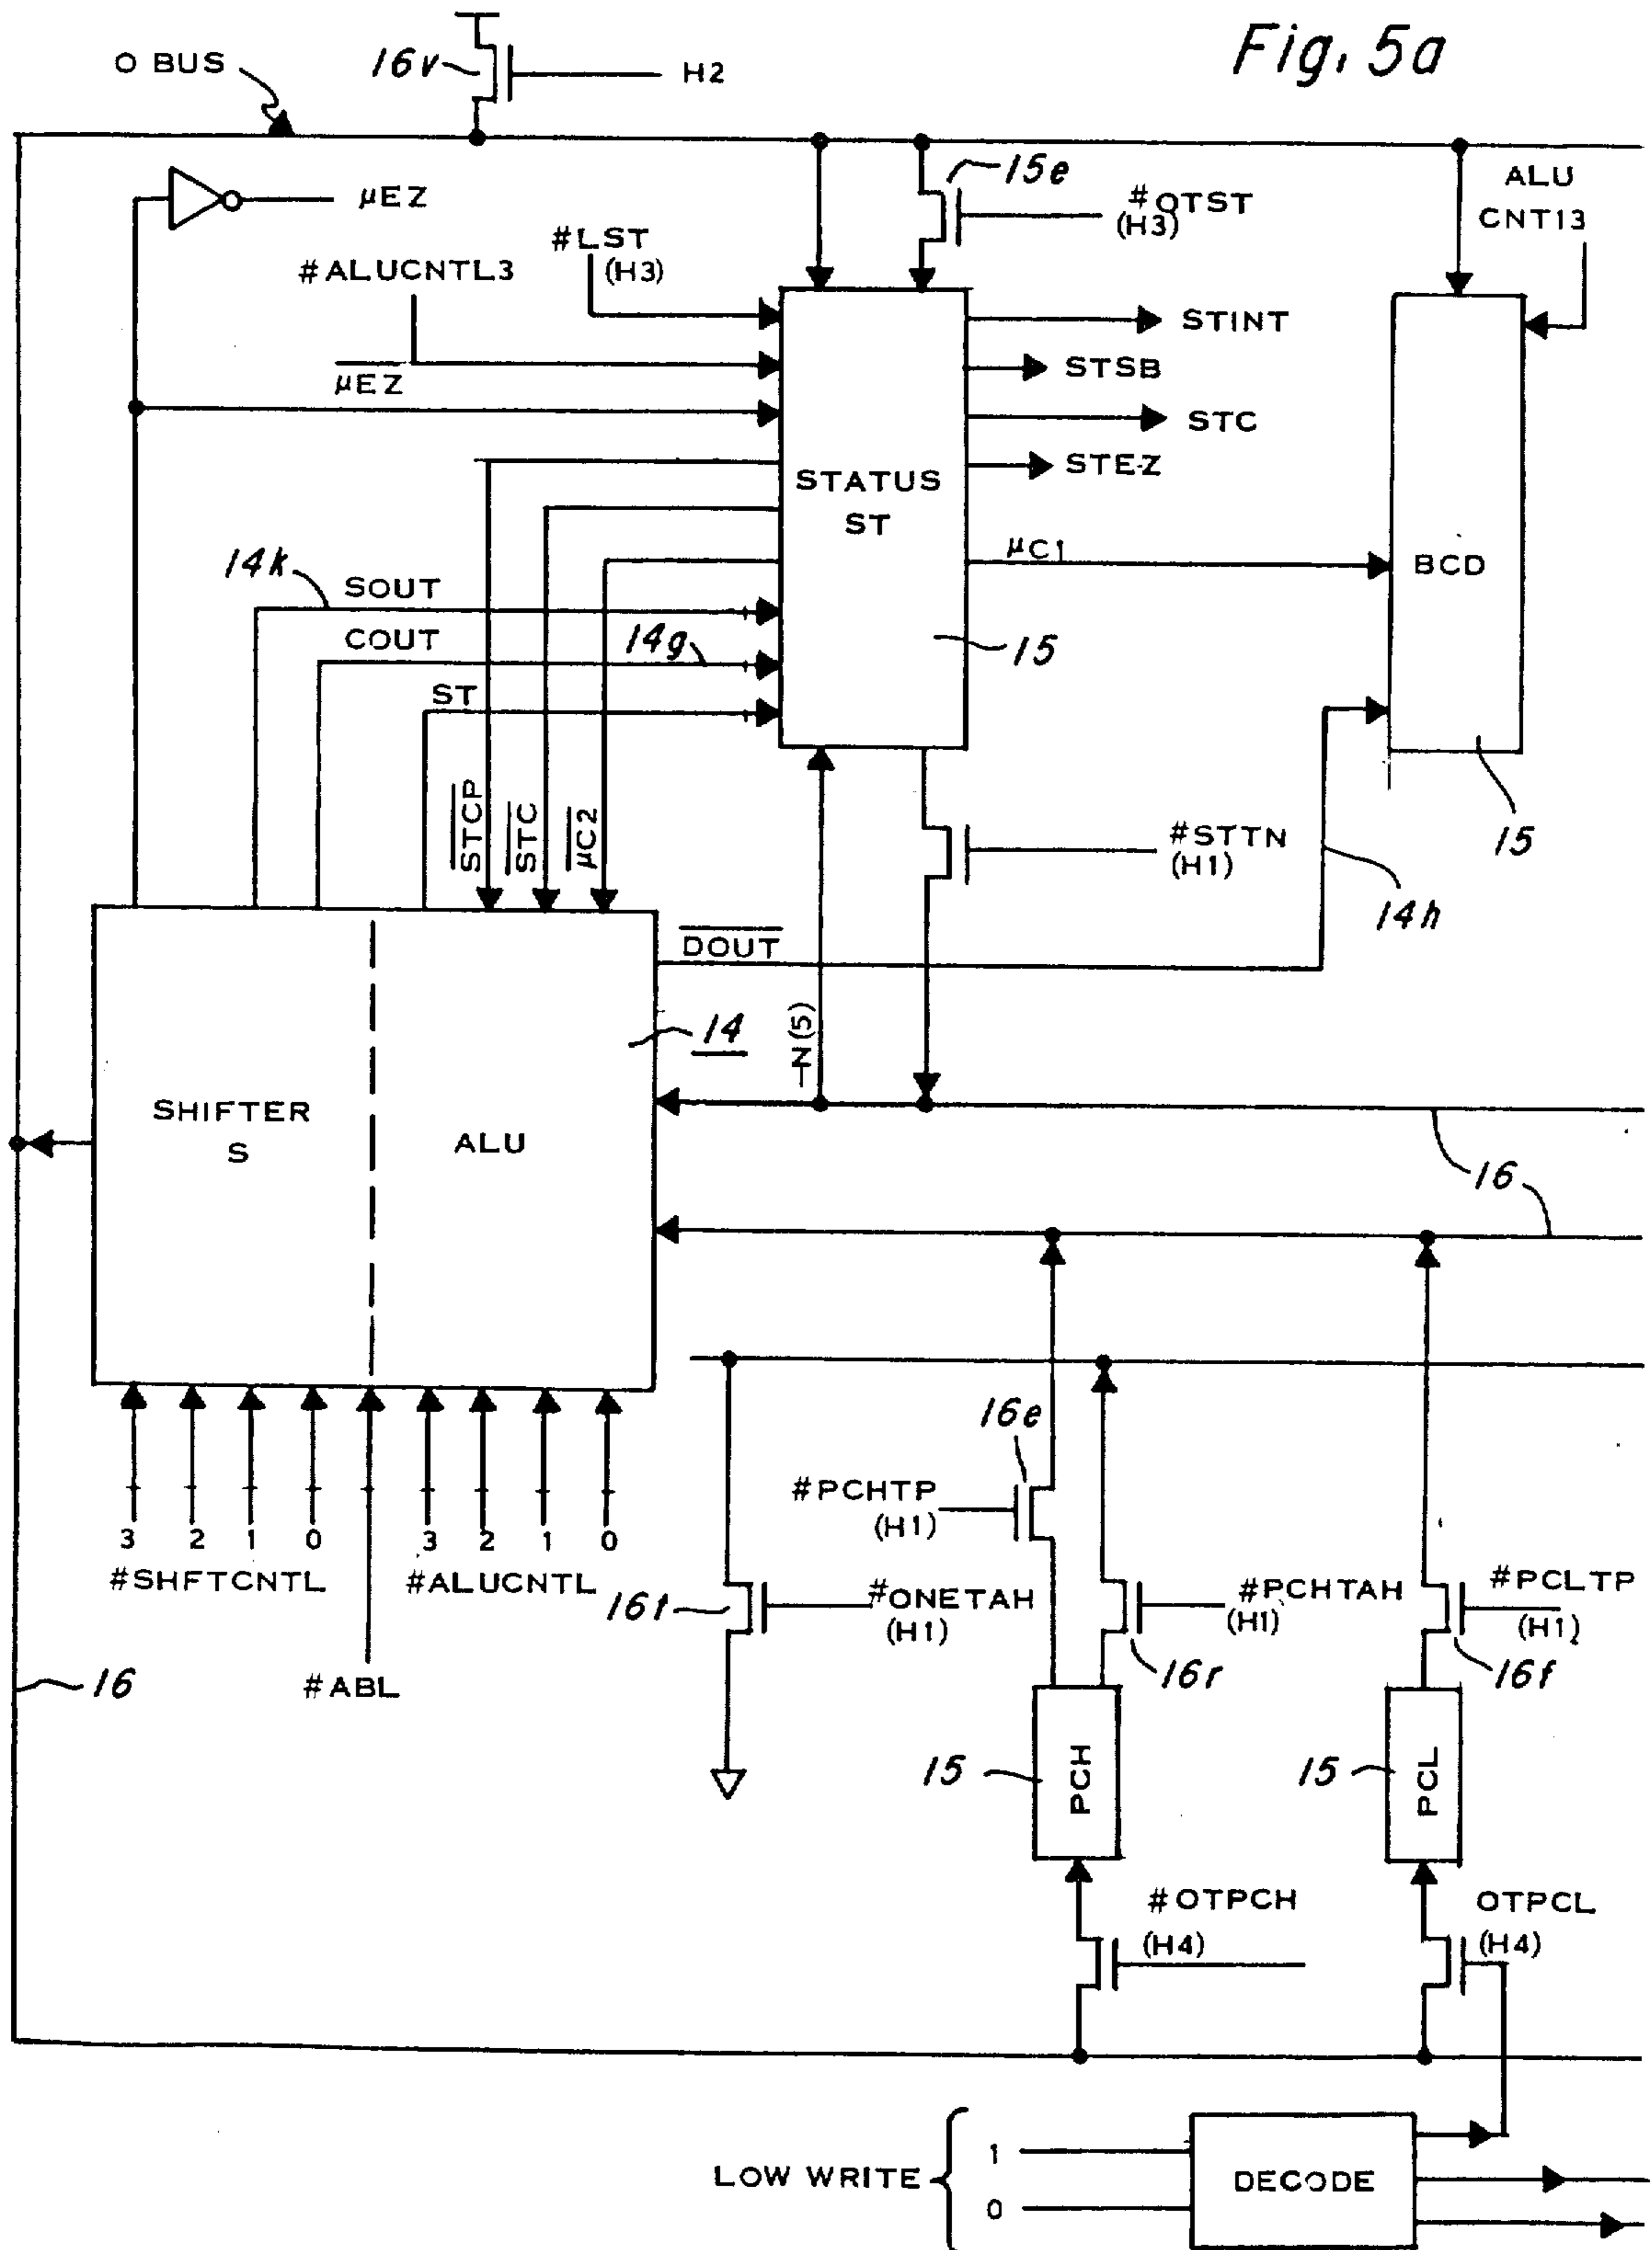 Fig. 5a
O BUS
16v
H2
15e
#OTST
(H3)
ALU
CNT13
μEZ
#LST
(H3)
#ALUCNTL3
μEZ
STINT
STSB
STC
STE-Z
STATUS
ST
μC1
BCD
14k
SOUT
COUT
14g
ST
15
STCP
STC
μC2
#STTN
(H1)
15
14h
DOUT
14
N(5)
SHIFTER
S
ALU
16
16e
#PCHTP
(H1)
3 2 1 0 3 2 1 0
#SHFTCNTL
#ALUCNTL
16t
#ONETAH
(H1)
#PCHTAH
(H1)
#PCLTP
(H1)
16
#ABL
16r
16f
15
PCH
15
PCL
#OTPCH
(H4)
OTPCL
(H4)
LOW WRITE
1
0
DECODE